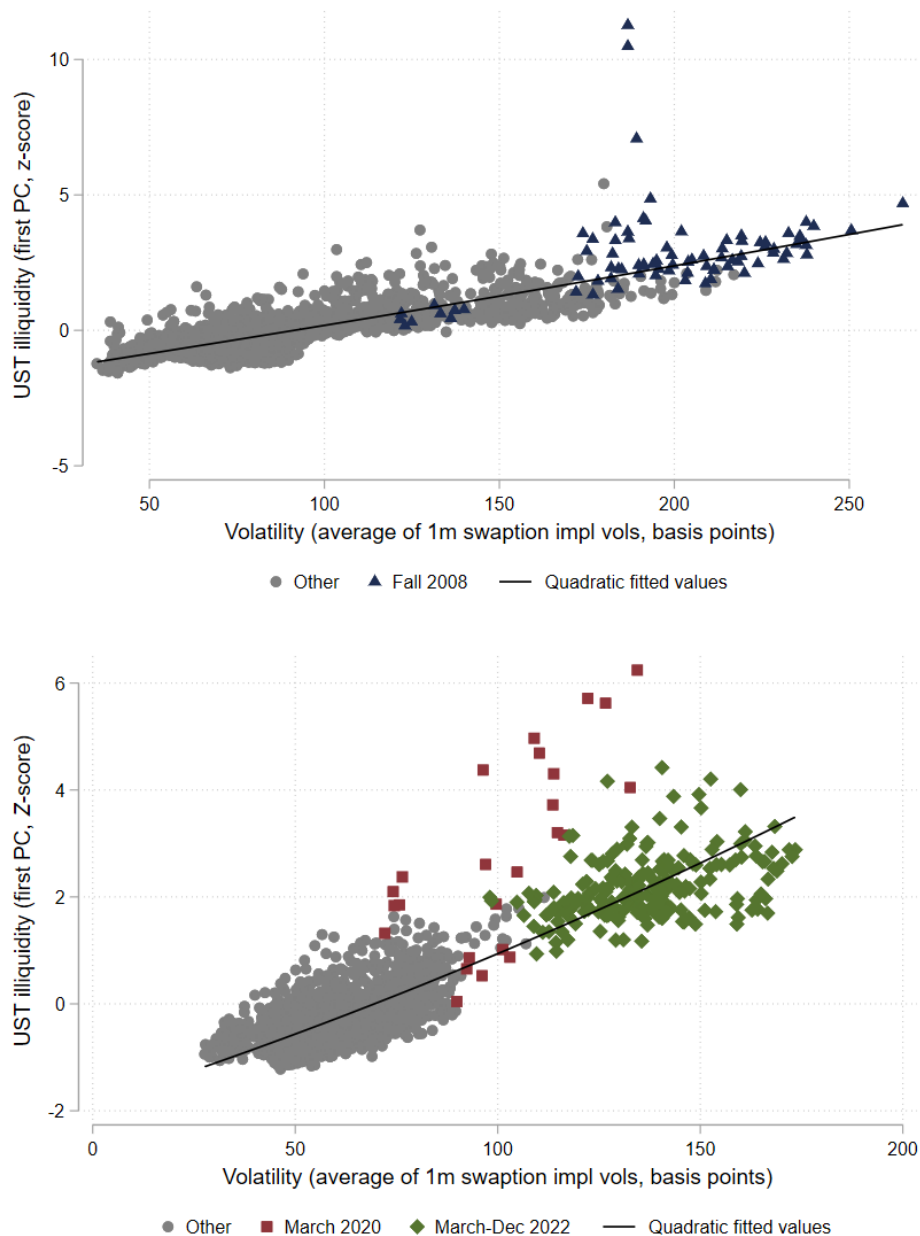 10
5
0
-5
UST illiquidity (first PC, z-score)
50 100 150 200 250
Volatility (average of 1m swaption impl vols, basis points)
Other Fall 2008 Quadratic fitted values
6
4
2
0
-2
UST illiquidity (first PC, Z-score)
0 50 100 150 200
Volatility (average of 1m swaption impl vols, basis points)
Other March 2020 March-Dec 2022 Quadratic fitted values